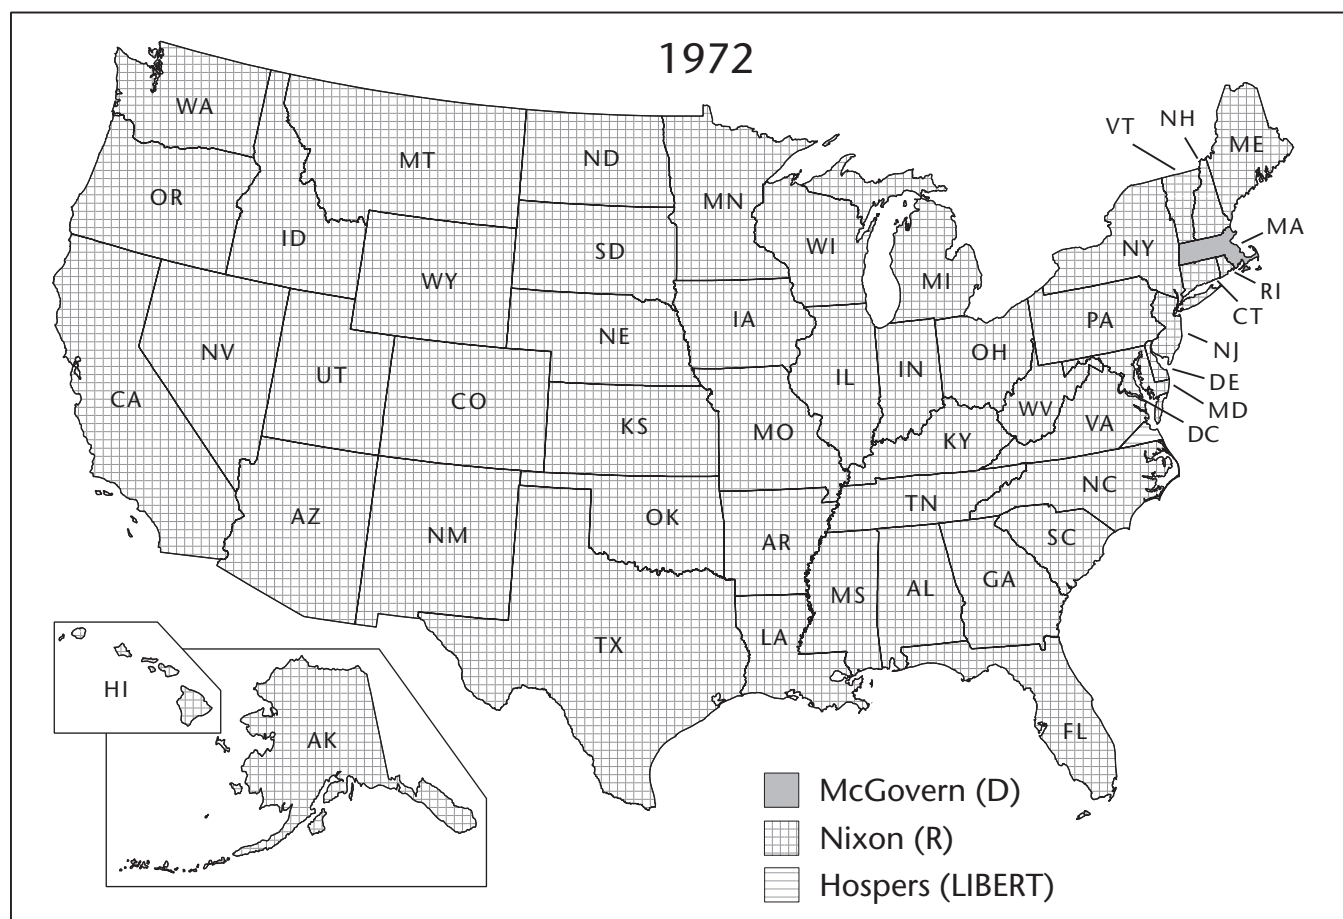 1972
WA
OR
CA
NV
ID
MT
WY
UT
AZ
CO
NM
ND
SD
NE
KS
OK
TX
MN
IA
MO
AR
LA
WI
IL
MI
IN
OH
KY
TN
MS
AL
GA
FL
SC
NC
VA
WV
PA
NY
VT
NH
ME
MA
RI
CT
NJ
DE
MD
DC
HI
AK
McGovern (D)
Nixon (R)
Hospers (LIBERT)